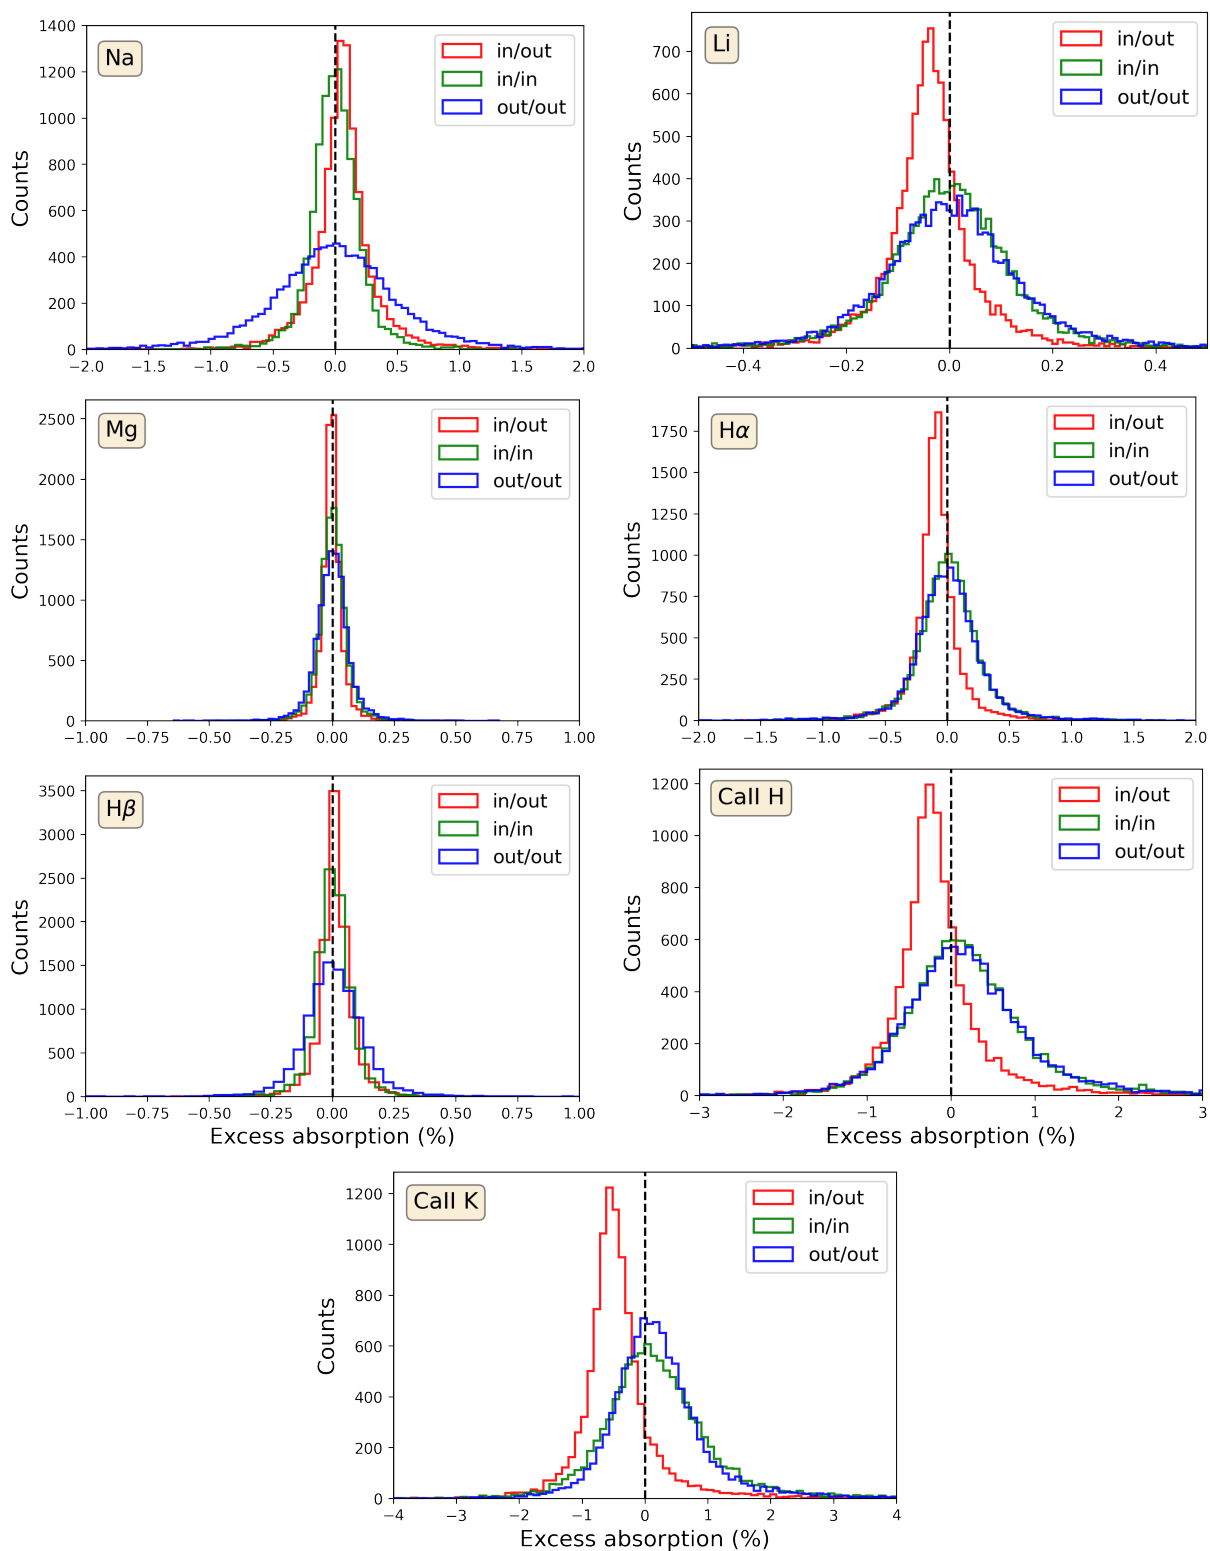 Na
in/out
in/in
out/out
Counts
1400
1200
1000
800
600
400
200
0
−2.0 −1.5 −1.0 −0.5 0.0 0.5 1.0 1.5 2.0
Li
in/out
in/in
out/out
Counts
700
600
500
400
300
200
100
0
−0.4 −0.2 0.0 0.2 0.4
Mg
in/out
in/in
out/out
Counts
2500
2000
1500
1000
500
0
−1.00 −0.75 −0.50 −0.25 0.00 0.25 0.50 0.75 1.00
Hα
in/out
in/in
out/out
Counts
1750
1500
1250
1000
750
500
250
0
−2.0 −1.5 −1.0 −0.5 0.0 0.5 1.0 1.5 2.0
Hβ
in/out
in/in
out/out
Counts
3500
3000
2500
2000
1500
1000
500
0
−1.00 −0.75 −0.50 −0.25 0.00 0.25 0.50 0.75 1.00
Excess absorption (%)
CaII H
in/out
in/in
out/out
Counts
1200
1000
800
600
400
200
0
−3 −2 −1 0 1 2 3
Excess absorption (%)
CaII K
in/out
in/in
out/out
Counts
1200
1000
800
600
400
200
0
−4 −3 −2 −1 0 1 2 3 4
Excess absorption (%)